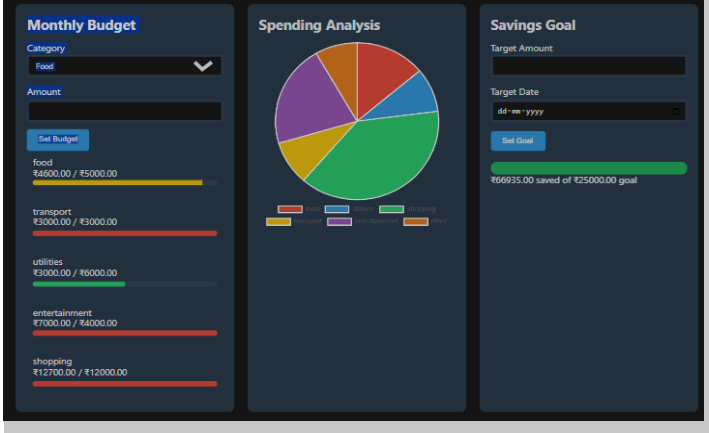 Monthly Budget
Category
Food
Amount
Set Budget
food
₹4600.00 / ₹5000.00
transport
₹3000.00 / ₹3000.00
utilities
₹3000.00 / ₹6000.00
entertainment
₹7000.00 / ₹4000.00
shopping
₹12700.00 / ₹12000.00
Spending Analysis
food utilities shopping
transport entertainment other
Savings Goal
Target Amount
Target Date
dd-mm-yyyy
Set Goal
₹66935.00 saved of ₹25000.00 goal